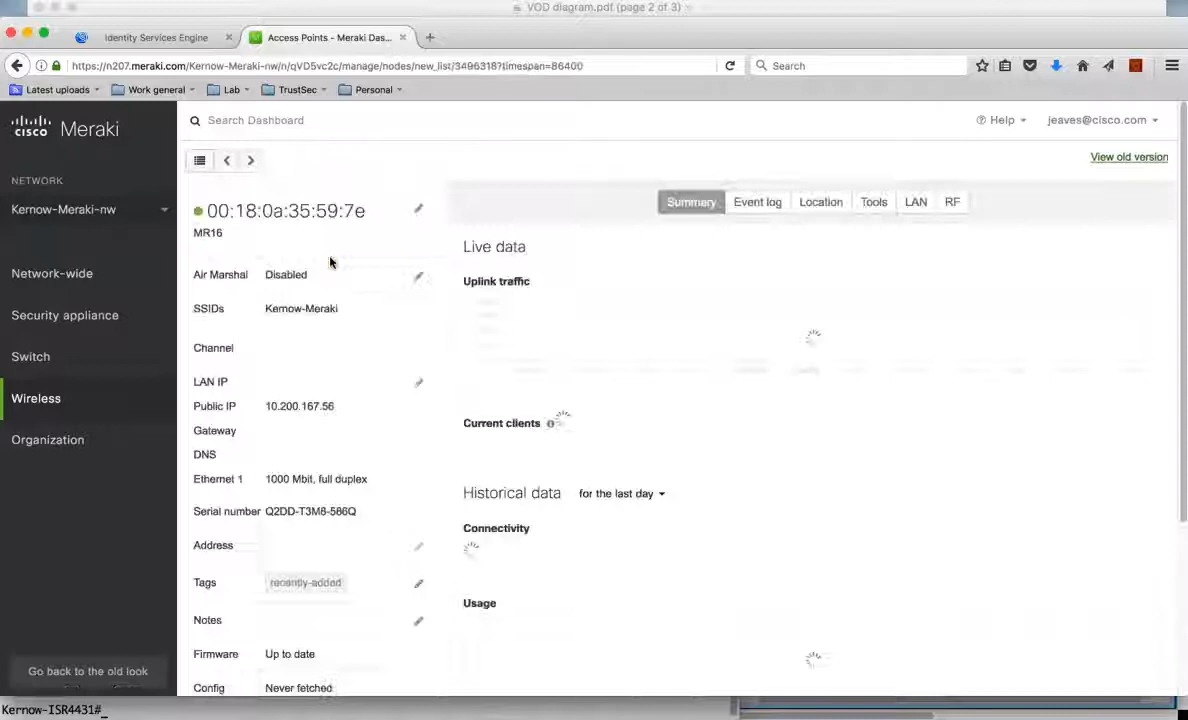 VOD diagram.pdf (page 2 of 3)
Identity Services Engine
Access Points - Meraki Das...
https://n207.meraki.com/Kernow-Meraki-nw/n/qVD5vc2c/manage/nodes/new_list/3496318?timespan=86400
Search
Latest uploads
Work general
Lab
TrustSec
Personal
cisco Meraki
Search Dashboard
Help
jeaves@cisco.com
View old version
NETWORK
Kernow-Meraki-nw
Network-wide
Security appliance
Switch
Wireless
Organization
Go back to the old look
00:18:0a:35:59:7e
MR16
Air Marshal Disabled
SSIDs Kernow-Meraki
Channel
LAN IP
Public IP 10.200.167.56
Gateway
DNS
Ethernet 1 1000 Mbit, full duplex
Serial number Q2DD-T3M8-586Q
Address
Tags recently-added
Notes
Firmware Up to date
Config Never fetched
Summary Event log Location Tools LAN RF
Live data
Uplink traffic
Current clients
Historical data for the last day
Connectivity
Usage
Kernow-ISR4431#_